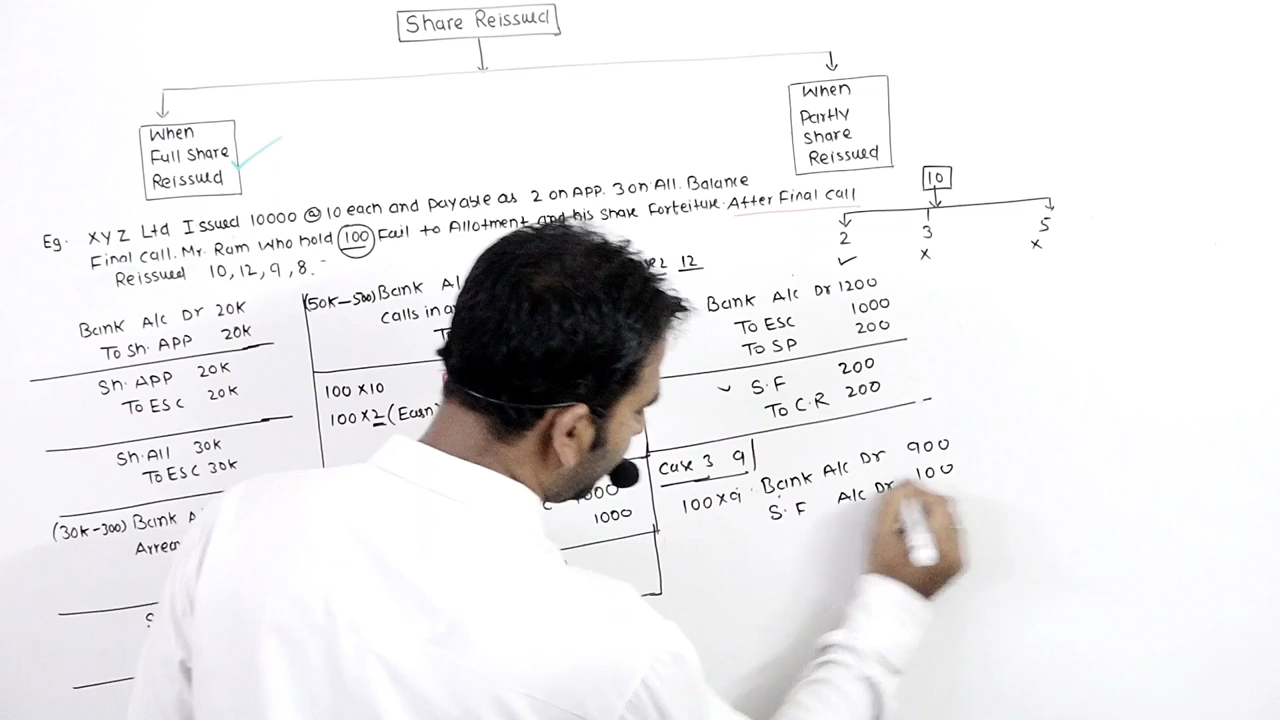 Share Reissued
When
Full Share
Reissued
When
Partly
Share
Reissued
Eg. XYZ Ltd Issued 10000 @ 10 each and payable as 2 on APP. 3 on All. Balance
Final call. Mr. Ram Who hold 100 Fail to Allotment and his share Forteiture. After Final call
Reissued 10, 12, 9, 8.
10
2 3 5
✓ x x
Bank A/c Dr 20K
To Sh. APP 20K
Sh. APP 20K
To ESC 20K
Sh. All 30K
To ESC 30K
(30K-300) Bank A
Arrea
(50K-500) Bank A/
Calls in a
T
100 x 10
100 x 2 (Earn)
1000
1000
12
Bank A/c Dr 1200
To ESC 1000
To SP 200
✓ S.F 200
To C.R 200
Case 3 9
100 x 9. Bank A/c Dr 900
S.F A/c Dr 100